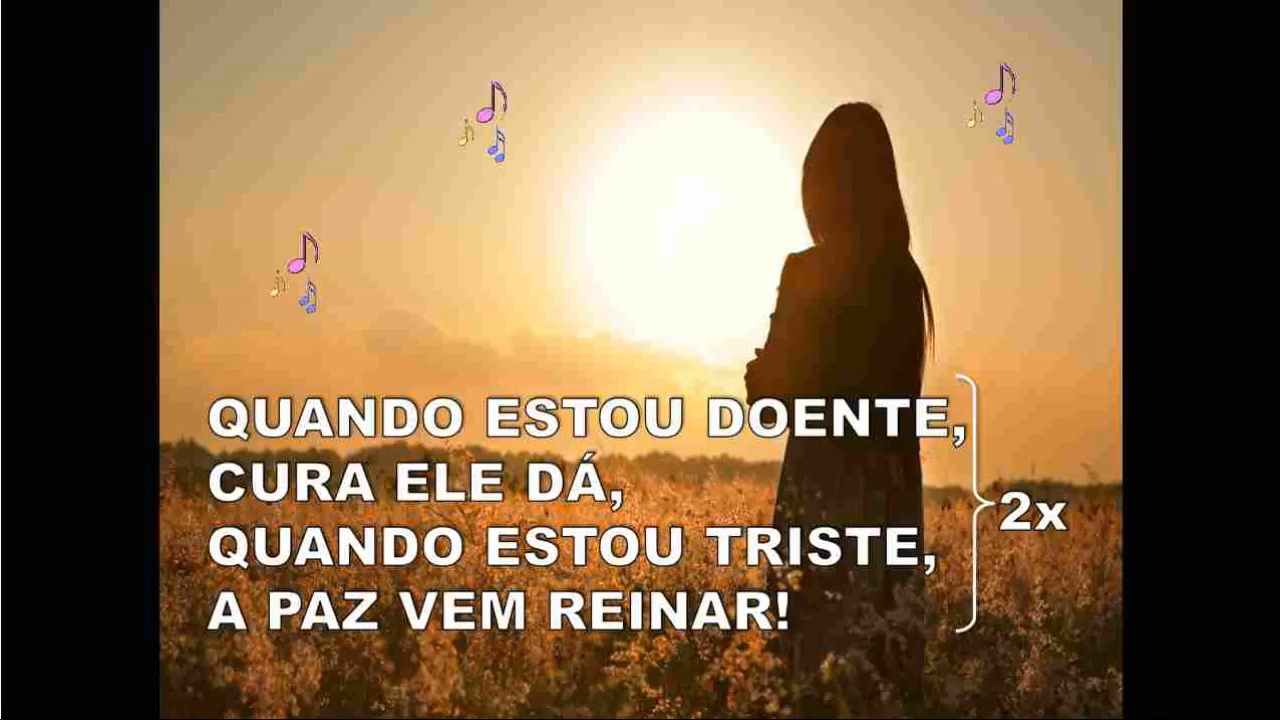 QUANDO ESTOU DOENTE,
CURA ELE DÁ,
QUANDO ESTOU TRISTE,
A PAZ VEM REINAR!
2x